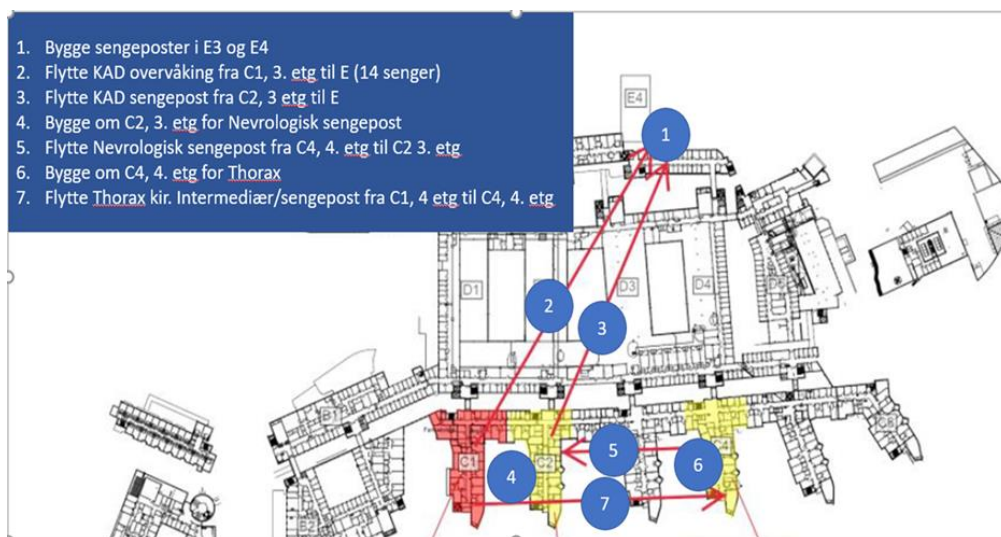 1. Bygge sengeposter i E3 og E4
2. Flytte KAD overvåking fra C1, 3. etg til E (14 senger)
3. Flytte KAD sengepost fra C2, 3 etg til E
4. Bygge om C2, 3. etg for Nevrologisk sengepost
5. Flytte Nevrologisk sengepost fra C4, 4. etg til C2 3. etg
6. Bygge om C4, 4. etg for Thorax
7. Flytte Thorax kir. Intermediær/sengepost fra C1, 4 etg til C4, 4. etg
E4
1
D1
D3
D4
2
3
B1
C1
C2
C4
4
5
6
7
B2